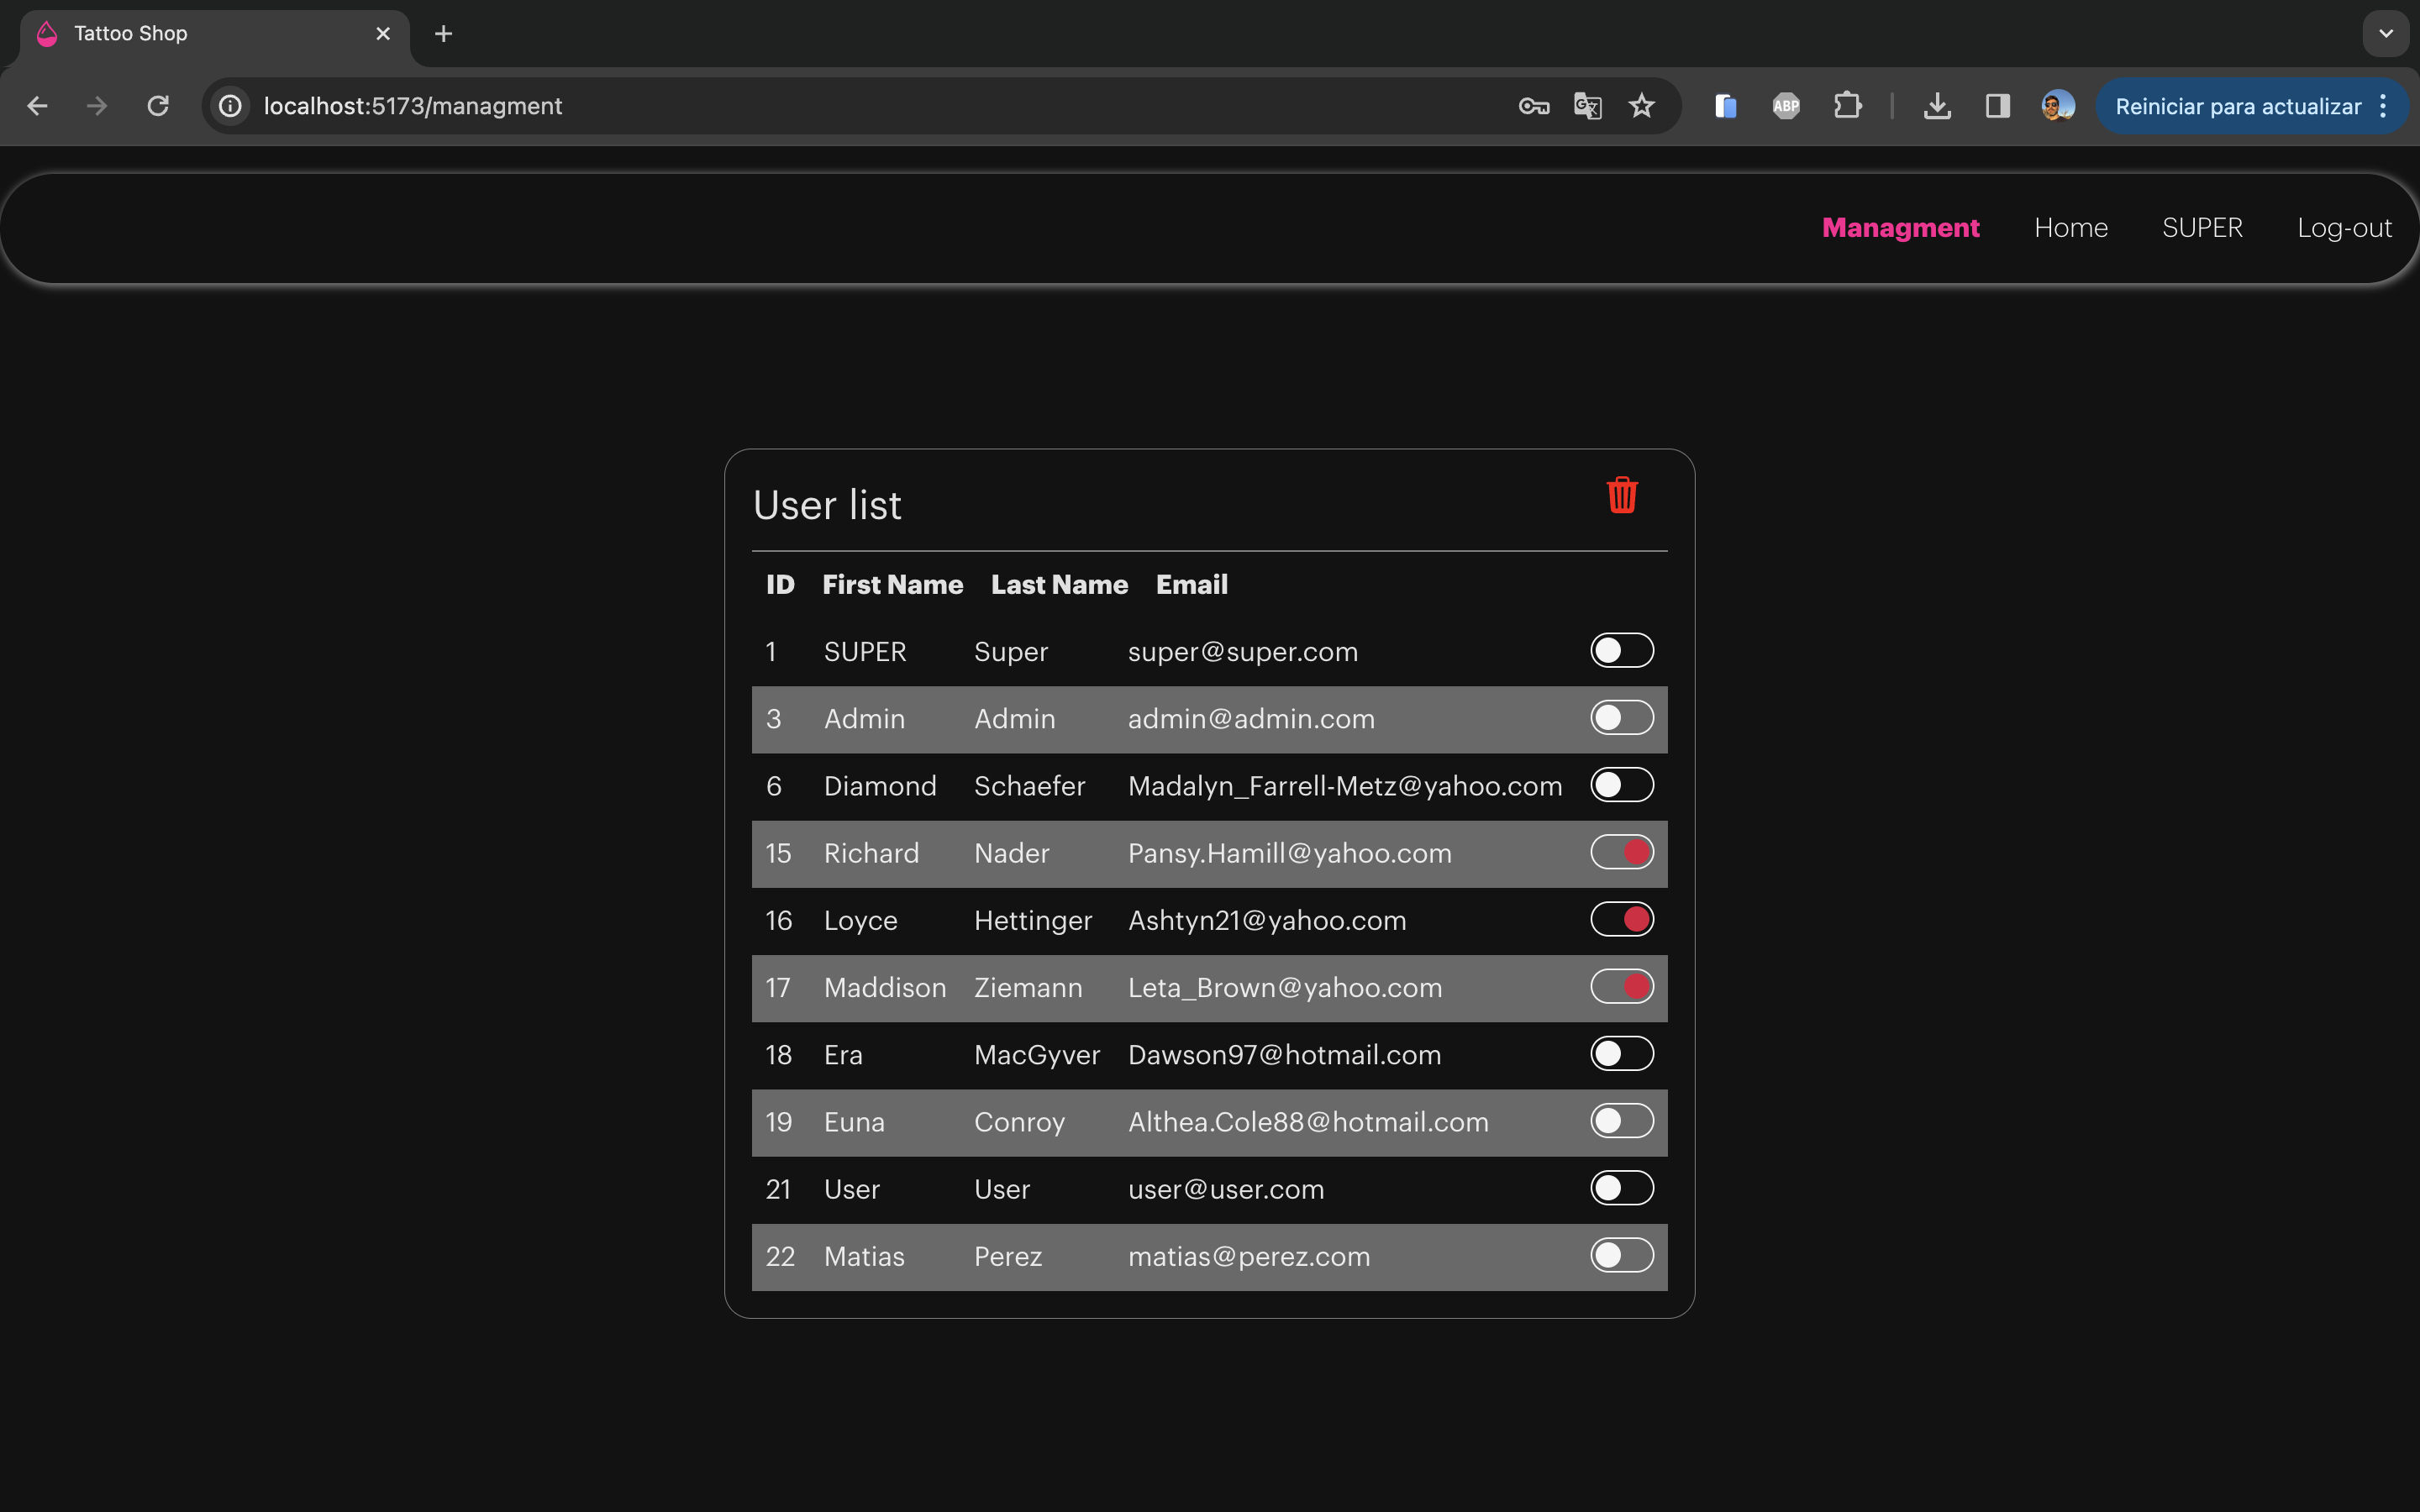 Tattoo Shop
localhost:5173/managment
ABP
Reiniciar para actualizar
Managment Home SUPER Log-out
User list
ID First Name Last Name Email
1 SUPER Super super@super.com
3 Admin Admin admin@admin.com
6 Diamond Schaefer Madalyn_Farrell-Metz@yahoo.com
15 Richard Nader Pansy.Hamill@yahoo.com
16 Loyce Hettinger Ashtyn21@yahoo.com
17 Maddison Ziemann Leta_Brown@yahoo.com
18 Era MacGyver Dawson97@hotmail.com
19 Euna Conroy Althea.Cole88@hotmail.com
21 User User user@user.com
22 Matias Perez matias@perez.com